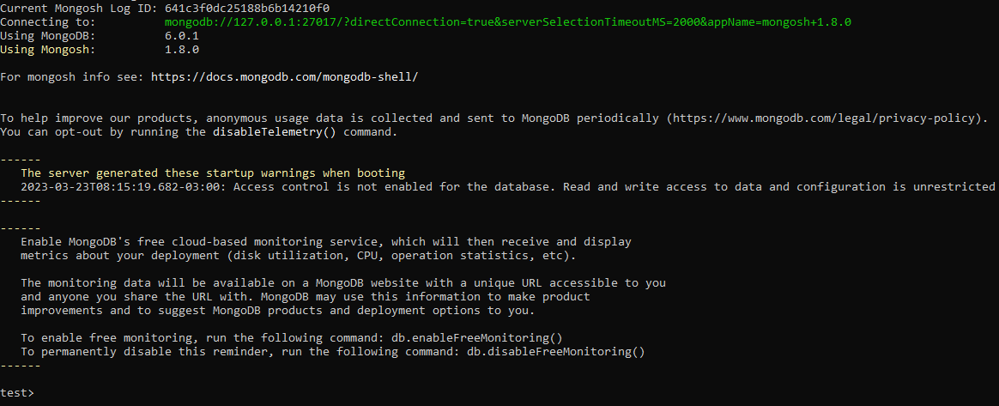 Current Mongosh Log ID: 641c3f0dc25188b6b14210f0
Connecting to: mongodb://127.0.0.1:27017/?directConnection=true&serverSelectionTimeoutMS=2000&appName=mongosh+1.8.0
Using MongoDB: 6.0.1
Using Mongosh: 1.8.0
For mongosh info see: https://docs.mongodb.com/mongodb-shell/
To help improve our products, anonymous usage data is collected and sent to MongoDB periodically (https://www.mongodb.com/legal/privacy-policy).
You can opt-out by running the disableTelemetry() command.
------
The server generated these startup warnings when booting
2023-03-23T08:15:19.682-03:00: Access control is not enabled for the database. Read and write access to data and configuration is unrestricted
------
------
Enable MongoDB's free cloud-based monitoring service, which will then receive and display
metrics about your deployment (disk utilization, CPU, operation statistics, etc).
The monitoring data will be available on a MongoDB website with a unique URL accessible to you
and anyone you share the URL with. MongoDB may use this information to make product
improvements and to suggest MongoDB products and deployment options to you.
To enable free monitoring, run the following command: db.enableFreeMonitoring()
To permanently disable this reminder, run the following command: db.disableFreeMonitoring()
------
test>